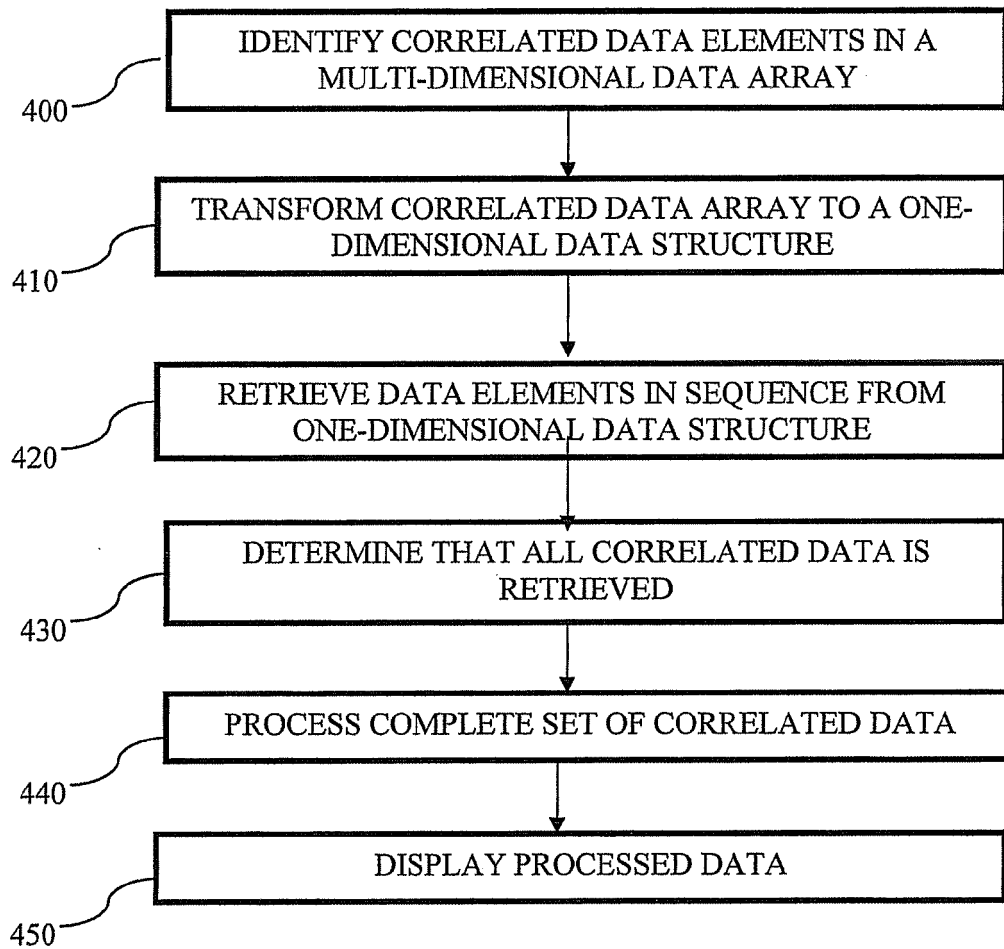 IDENTIFY CORRELATED DATA ELEMENTS IN A
MULTI-DIMENSIONAL DATA ARRAY
400
TRANSFORM CORRELATED DATA ARRAY TO A ONE-
DIMENSIONAL DATA STRUCTURE
410
RETRIEVE DATA ELEMENTS IN SEQUENCE FROM
ONE-DIMENSIONAL DATA STRUCTURE
420
DETERMINE THAT ALL CORRELATED DATA IS
RETRIEVED
430
PROCESS COMPLETE SET OF CORRELATED DATA
440
DISPLAY PROCESSED DATA
450